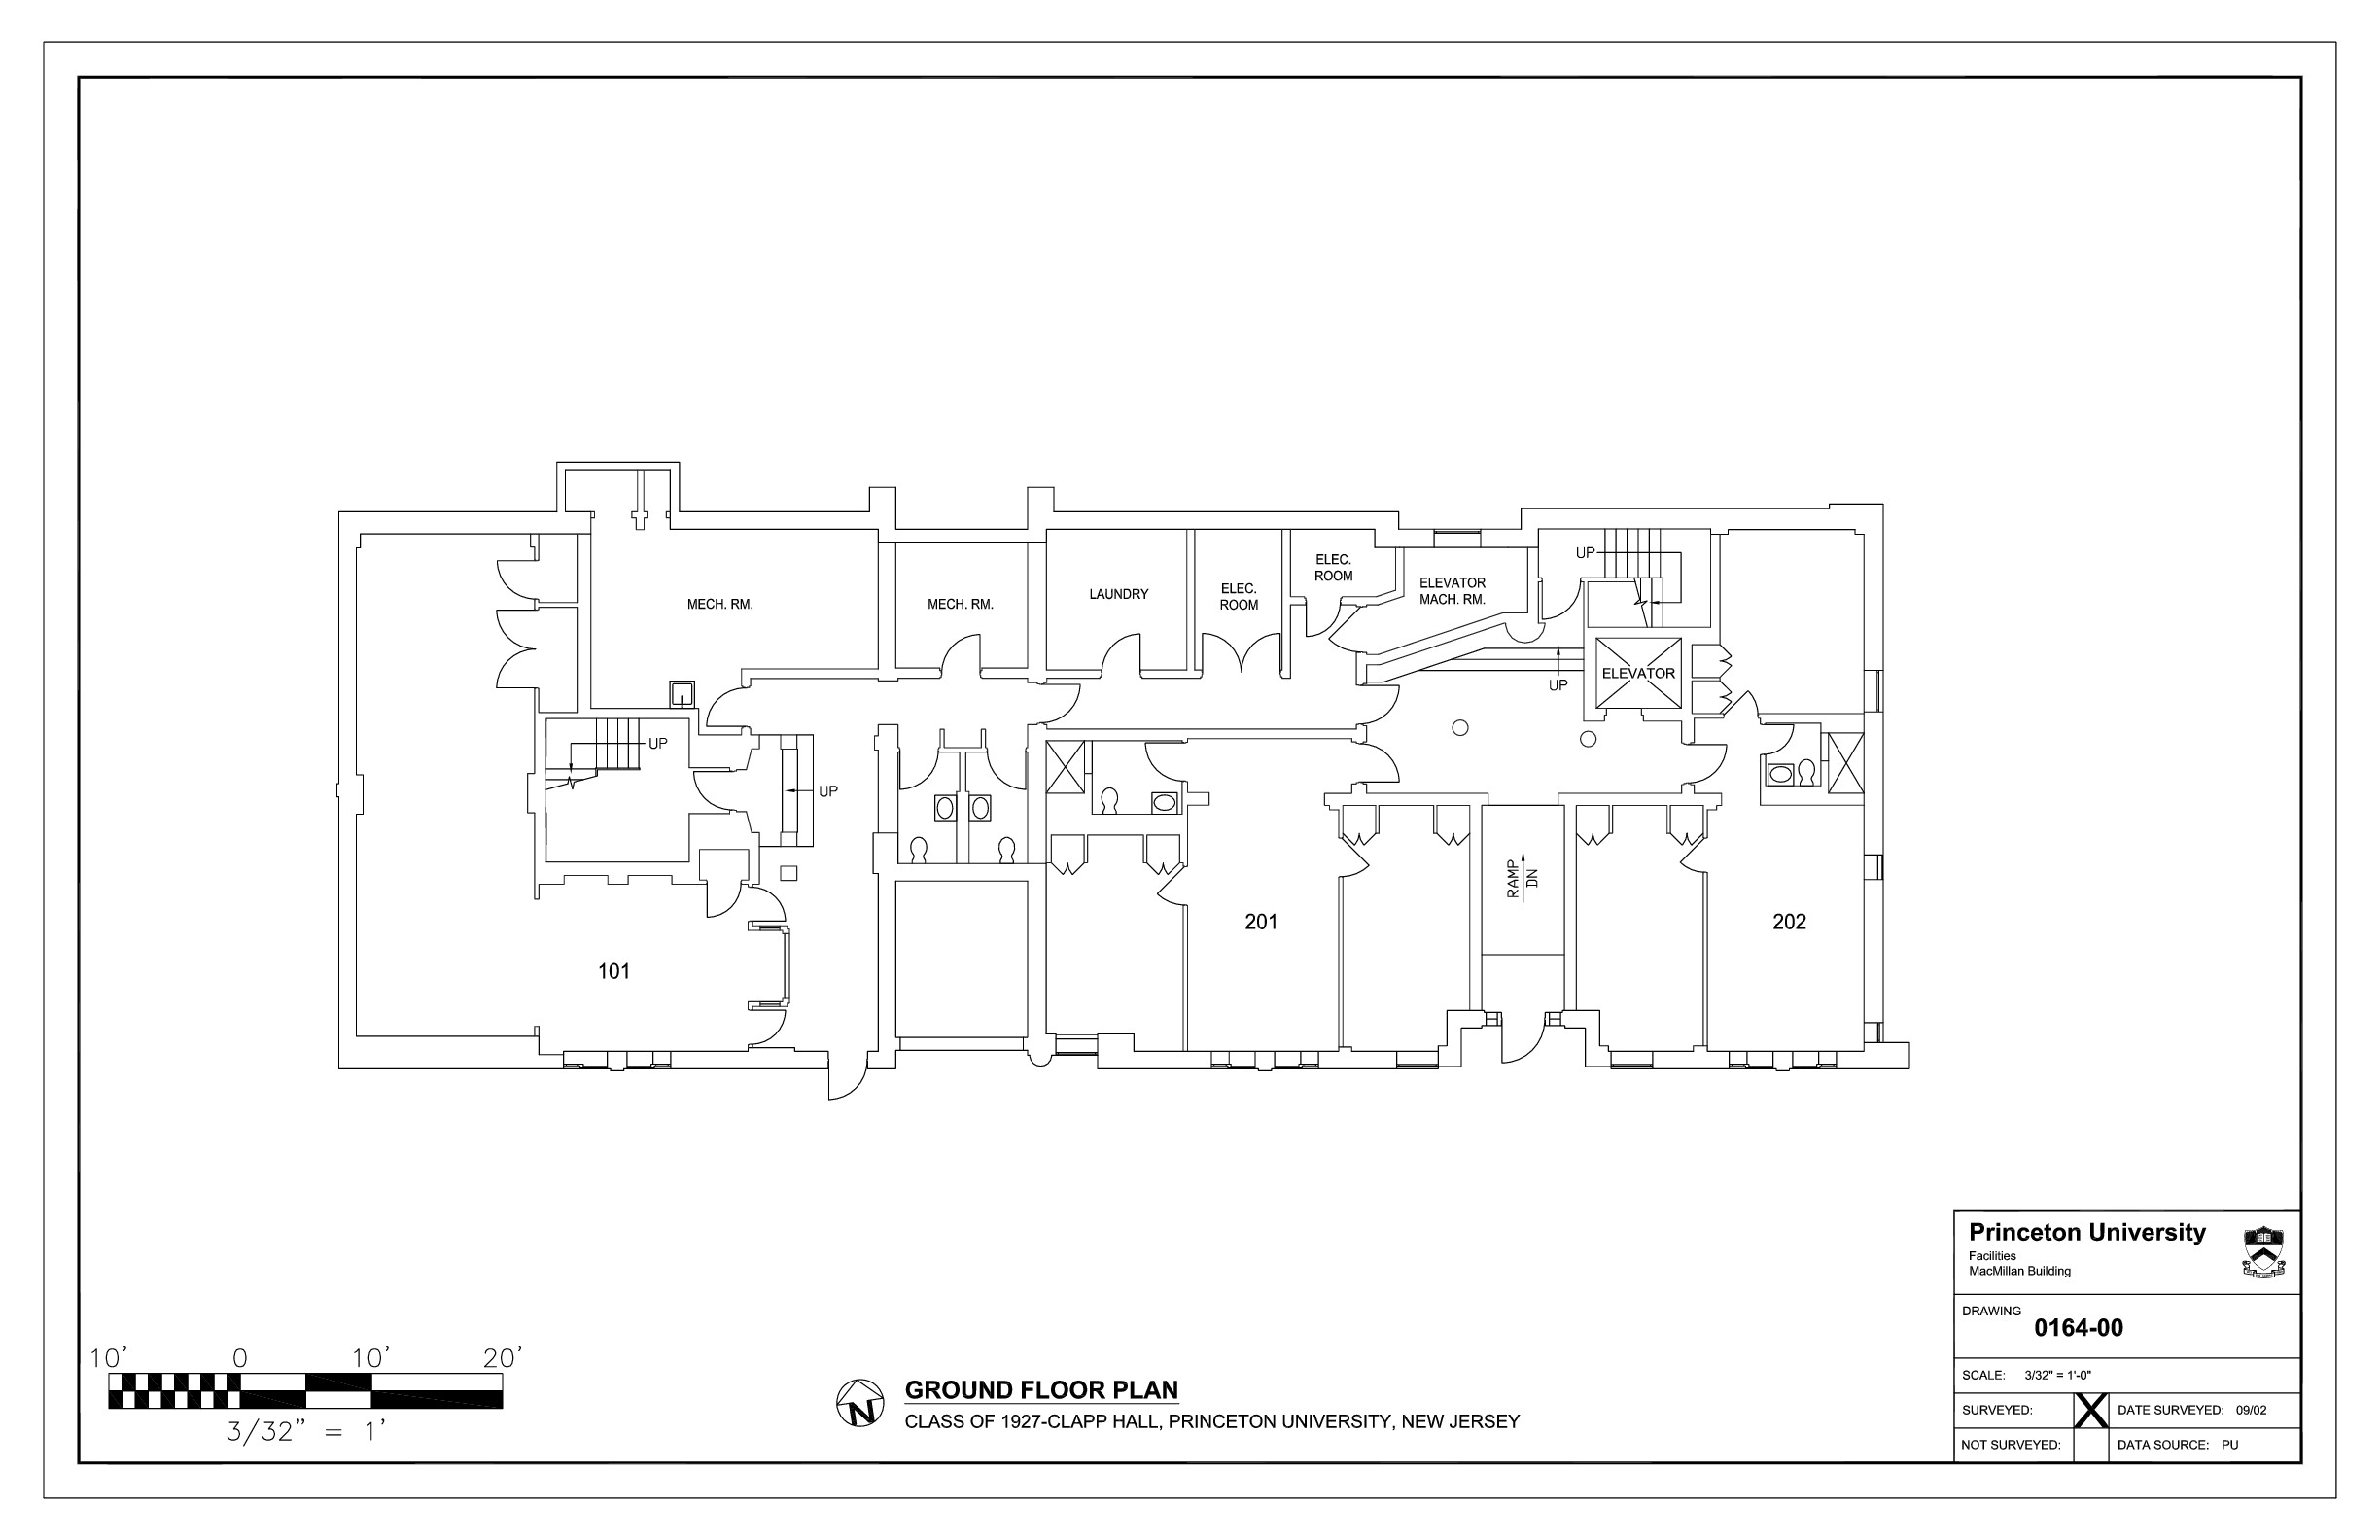 ELEC.
ROOM
UP
ELEVATOR
MACH. RM.
ELEC.
ROOM
LAUNDRY
MECH. RM.
MECH. RM.
ELEVATOR
UP
UP
UP
RAMP
DN
201
202
101
Princeton University
Facilities
MacMillan Building
DRAWING
0164-00
SCALE: 3/32" = 1'-0"
SURVEYED: X DATE SURVEYED: 09/02
NOT SURVEYED: DATA SOURCE: PU
10' 0 10' 20'
3/32" = 1'
N
GROUND FLOOR PLAN
CLASS OF 1927-CLAPP HALL, PRINCETON UNIVERSITY, NEW JERSEY